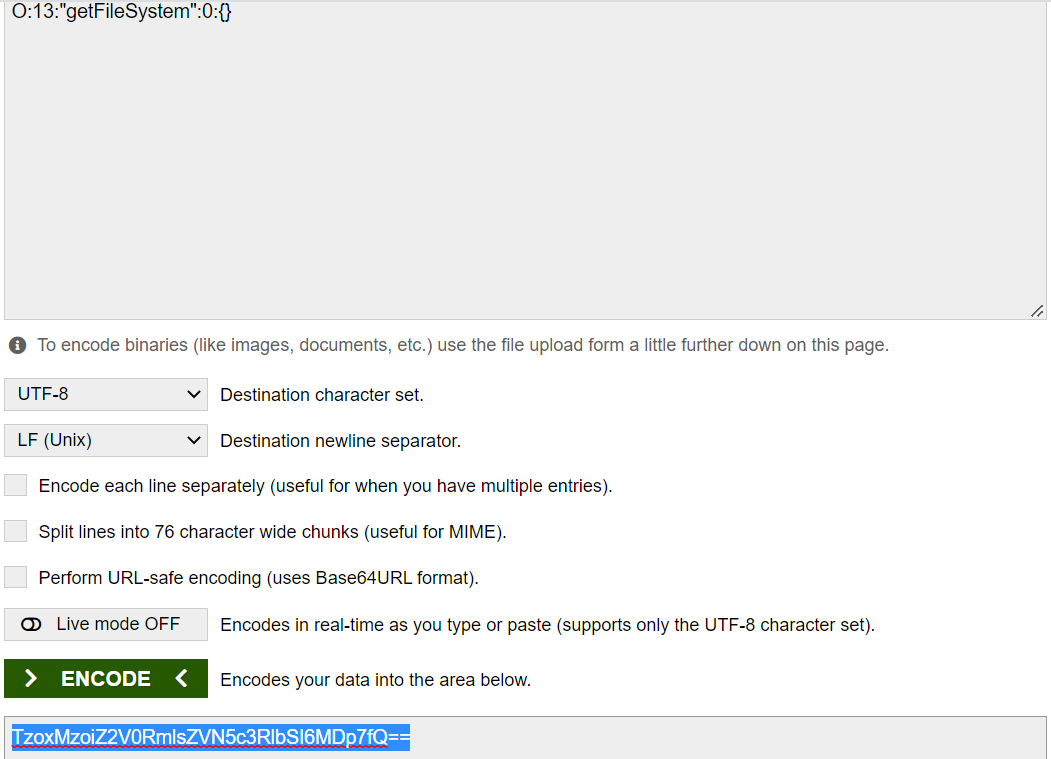 O:13:"getFileSystem":0:{}
To encode binaries (like images, documents, etc.) use the file upload form a little further down on this page.
UTF-8 Destination character set.
LF (Unix) Destination newline separator.
Encode each line separately (useful for when you have multiple entries).
Split lines into 76 character wide chunks (useful for MIME).
Perform URL-safe encoding (uses Base64URL format).
Live mode OFF Encodes in real-time as you type or paste (supports only the UTF-8 character set).
ENCODE Encodes your data into the area below.
TzoxMzoiZ2V0RmlsZVN5c3RlbSI6MDp7fQ==